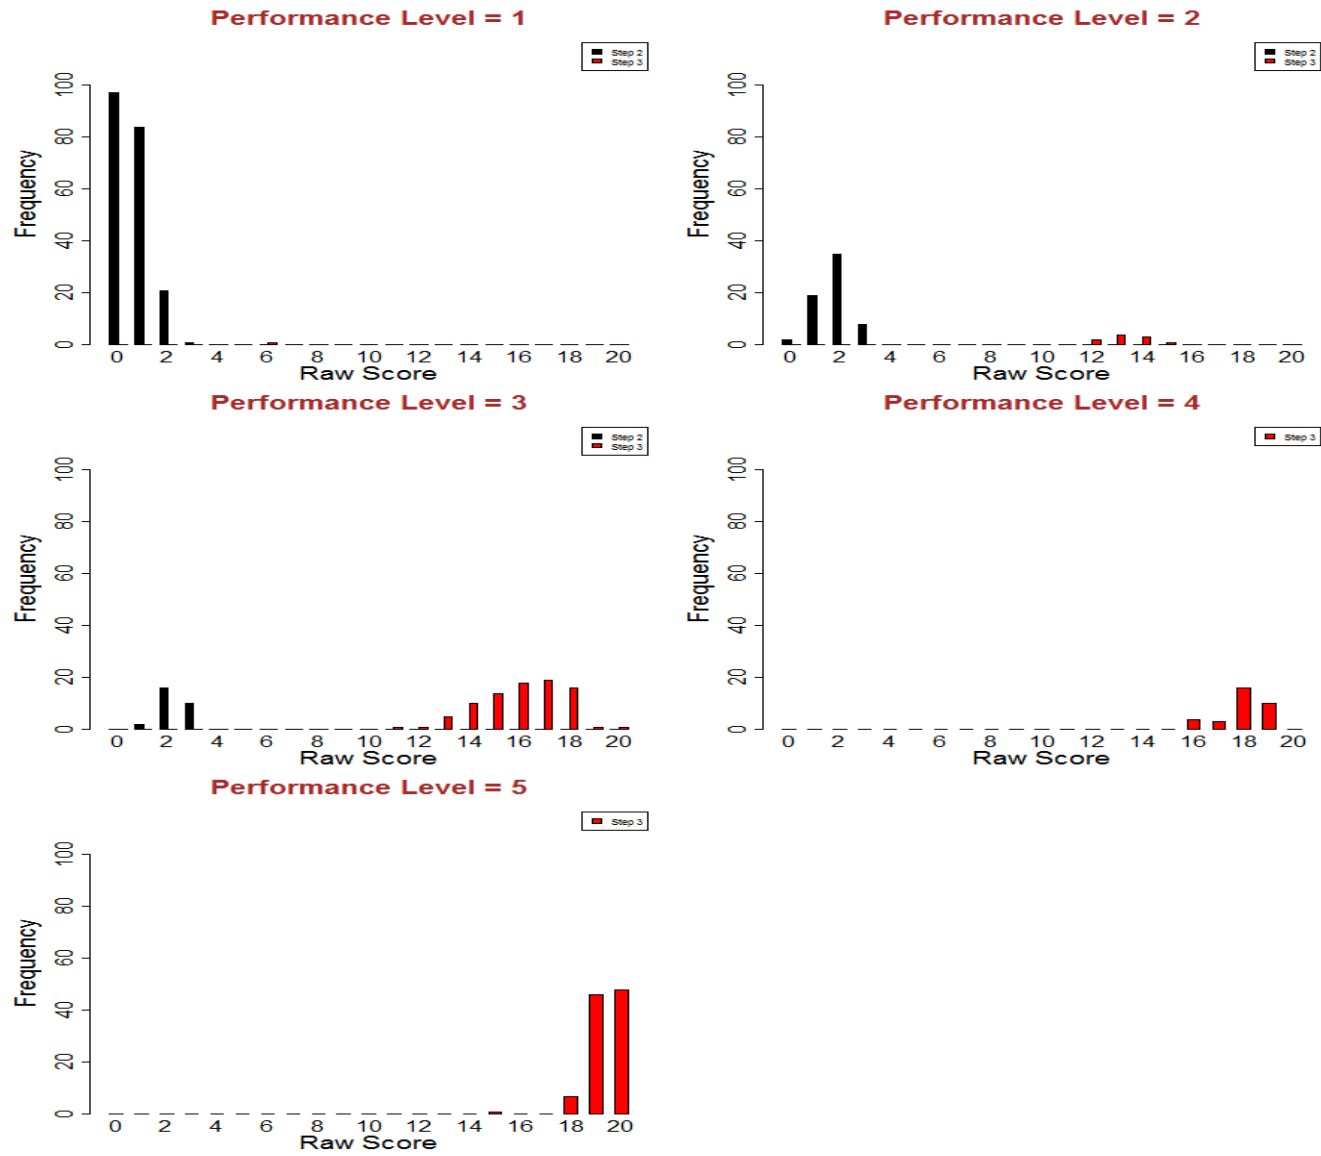 Performance Level = 1
Step 2
Step 3
Frequency
0 20 40 60 80 100
0 2 4 6 8 10 12 14 16 18 20
Raw Score
Performance Level = 2
Step 2
Step 3
Frequency
0 20 40 60 80 100
0 2 4 6 8 10 12 14 16 18 20
Raw Score
Performance Level = 3
Step 2
Step 3
Frequency
0 20 40 60 80 100
0 2 4 6 8 10 12 14 16 18 20
Raw Score
Performance Level = 4
Step 3
Frequency
0 20 40 60 80 100
0 2 4 6 8 10 12 14 16 18 20
Raw Score
Performance Level = 5
Step 3
Frequency
0 20 40 60 80 100
0 2 4 6 8 10 12 14 16 18 20
Raw Score